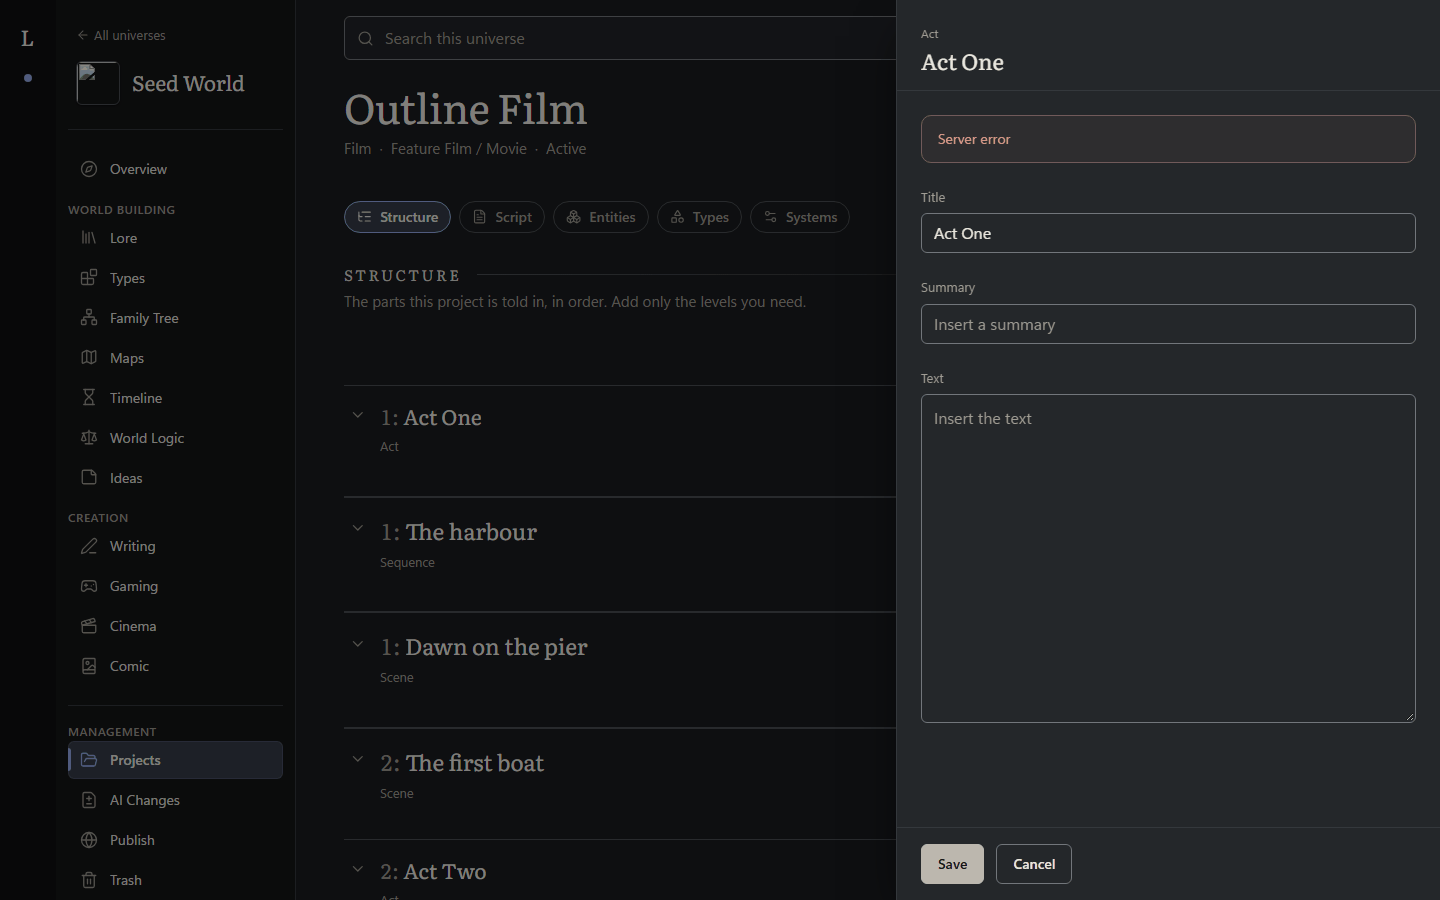 L
All universes
Seed World
Overview
WORLD BUILDING
Lore
Types
Family Tree
Maps
Timeline
World Logic
Ideas
CREATION
Writing
Gaming
Cinema
Comic
MANAGEMENT
Projects
AI Changes
Publish
Trash
Search this universe
Outline Film
Film · Feature Film / Movie · Active
Structure Script Entities Types Systems
STRUCTURE
The parts this project is told in, in order. Add only the levels you need.
1: Act One
Act
1: The harbour
Sequence
1: Dawn on the pier
Scene
2: The first boat
Scene
2: Act Two
Act
Act
Act One
Server error
Title
Act One
Summary
Insert a summary
Text
Insert the text
Save Cancel